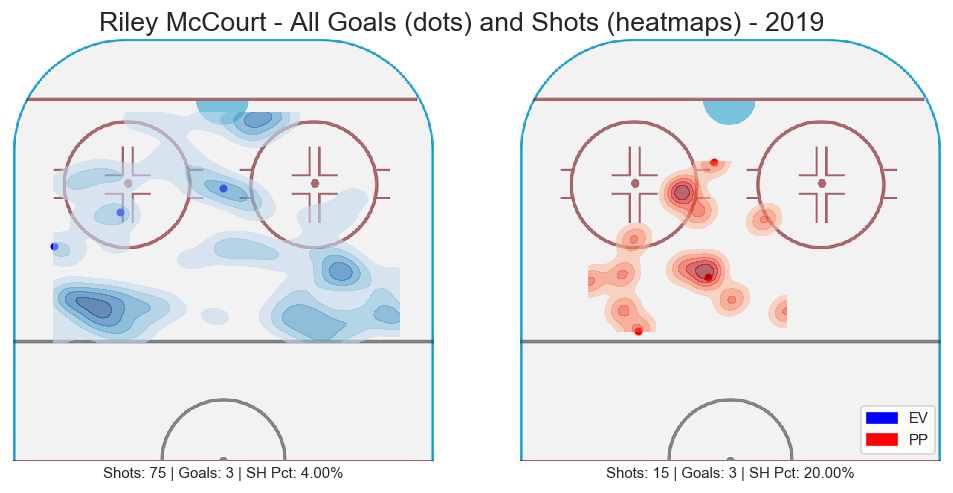 Riley McCourt - All Goals (dots) and Shots (heatmaps) - 2019
EV
PP
Shots: 75 | Goals: 3 | SH Pct: 4.00%
Shots: 15 | Goals: 3 | SH Pct: 20.00%